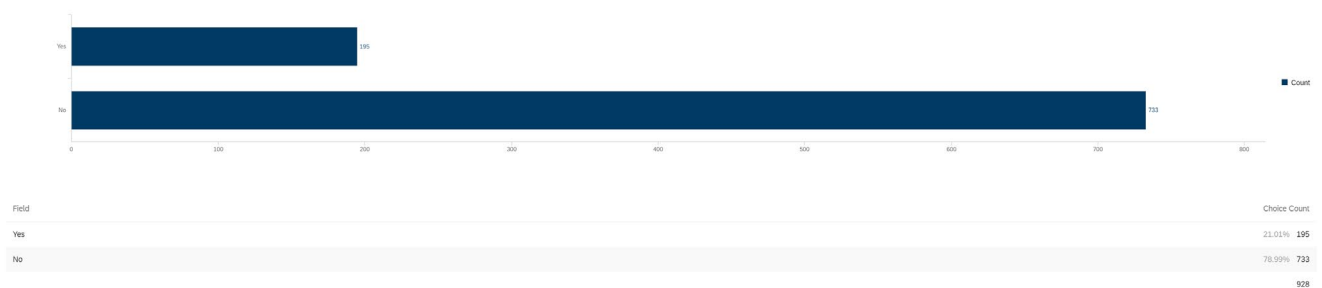 Yes 195
Count
No 733
0 100 200 300 400 500 600 700 800
Field Choice Count
Yes 21.01% 195
No 78.99% 733
928